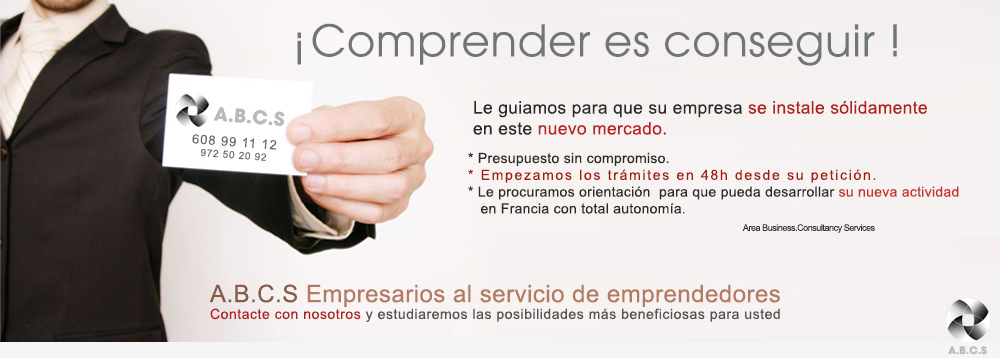 ¡Comprender es conseguir !
A.B.C.S
608 99 11 12
972 50 20 92
Le guiamos para que su empresa se instale sólidamente
en este nuevo mercado.
* Presupuesto sin compromiso.
* Empezamos los trámites en 48h desde su petición.
* Le procuramos orientación para que pueda desarrollar su nueva actividad
en Francia con total autonomía.
Area Business.Consultancy Services
A.B.C.S Empresarios al servicio de emprendedores
Contacte con nosotros y estudiaremos las posibilidades más beneficiosas para usted
A.B.C.S